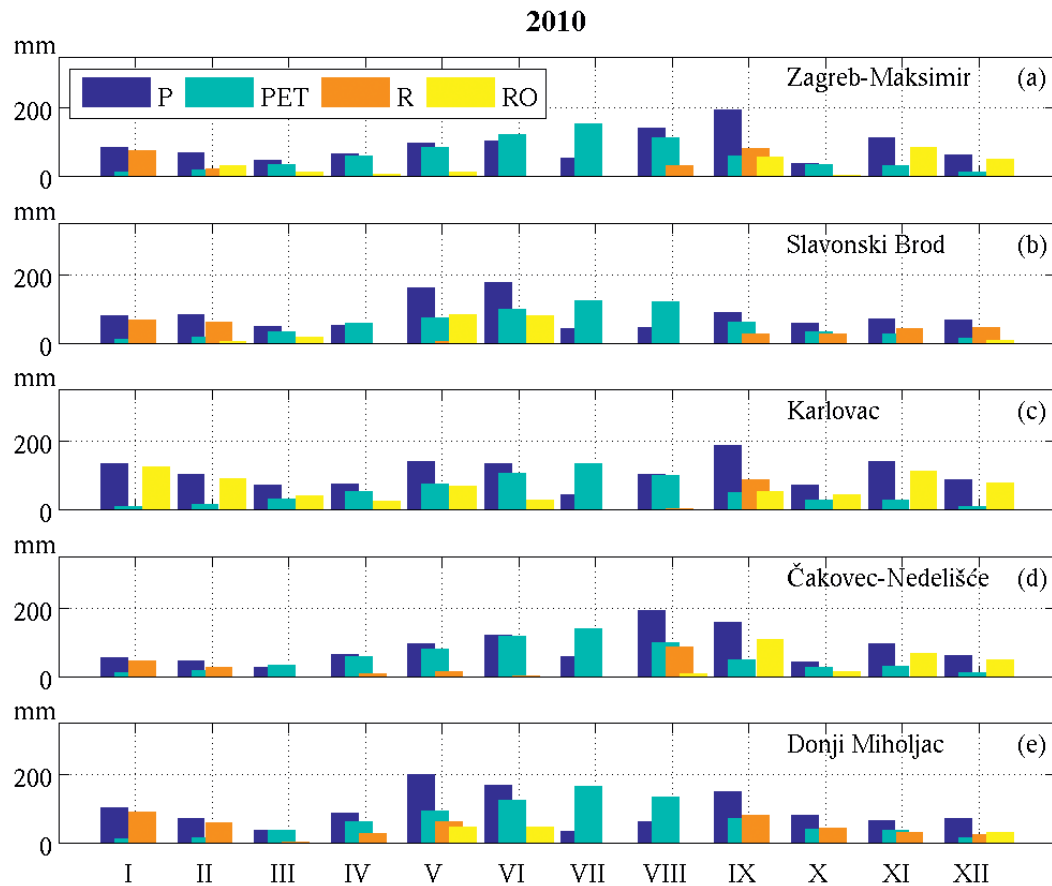 2010
mm
P PET R RO
Zagreb-Maksimir (a)
200
0
mm
Slavonski Brod (b)
200
0
mm
Karlovac (c)
200
0
mm
Čakovec-Nedelišće (d)
200
0
mm
Donji Miholjac (e)
200
0
I II III IV V VI VII VIII IX X XI XII